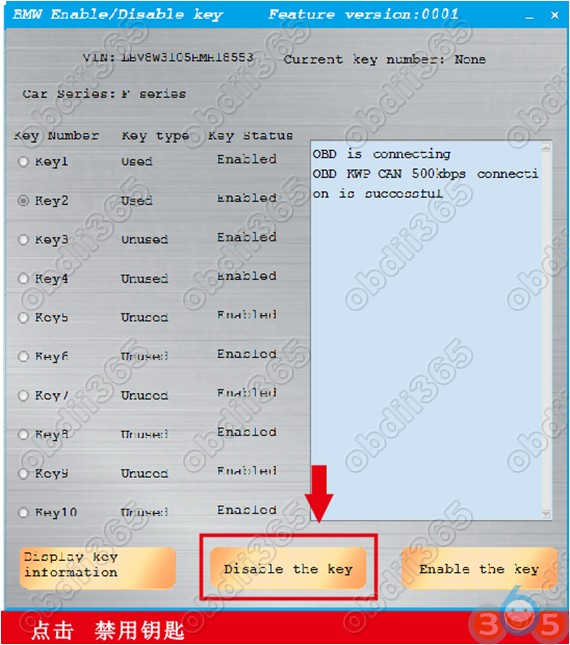 BMW Enable/Disable key Feature version:0001
VIN: LBV8W3105HMH18553 Current key number: None
Car Series: F series
Key Number Key type Key Status
Key1 Used Enabled
Key2 Used Enabled
Key3 Unused Enabled
Key4 Unused Enabled
Key5 Unused Enabled
Key6 Unused Enabled
Key7 Unused Enabled
Key8 Unused Enabled
Key9 Unused Enabled
Key10 Unused Enabled
OBD is connecting
OBD KWP CAN 500kbps connecti
on is successful
Display key
information
Disable the key
Enable the key
点击 禁用钥匙
365
obdii365